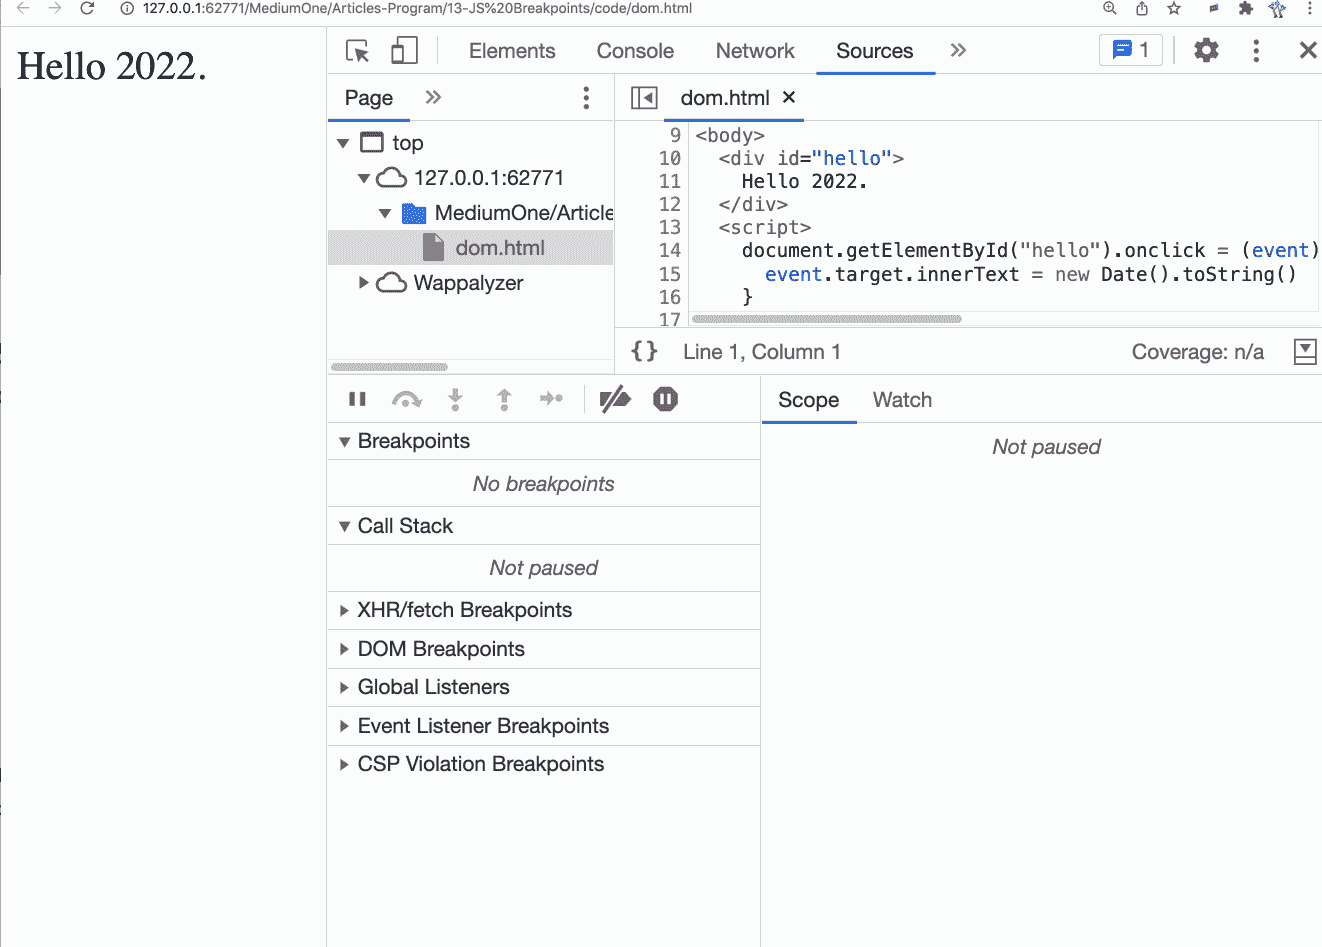 127.0.0.1:62771/MediumOne/Articles-Program/13-JS%20Breakpoints/code/dom.html
Hello 2022.
Elements Console Network Sources 1
Page
dom.html
top
127.0.0.1:62771
MediumOne/Article
dom.html
Wappalyzer
9 <body>
10 <div id="hello">
11 Hello 2022.
12 </div>
13 <script>
14 document.getElementById("hello").onclick = (event)
15 event.target.innerText = new Date().toString()
16 }
17
{} Line 1, Column 1 Coverage: n/a
Breakpoints
No breakpoints
Call Stack
Not paused
XHR/fetch Breakpoints
DOM Breakpoints
Global Listeners
Event Listener Breakpoints
CSP Violation Breakpoints
Scope Watch
Not paused